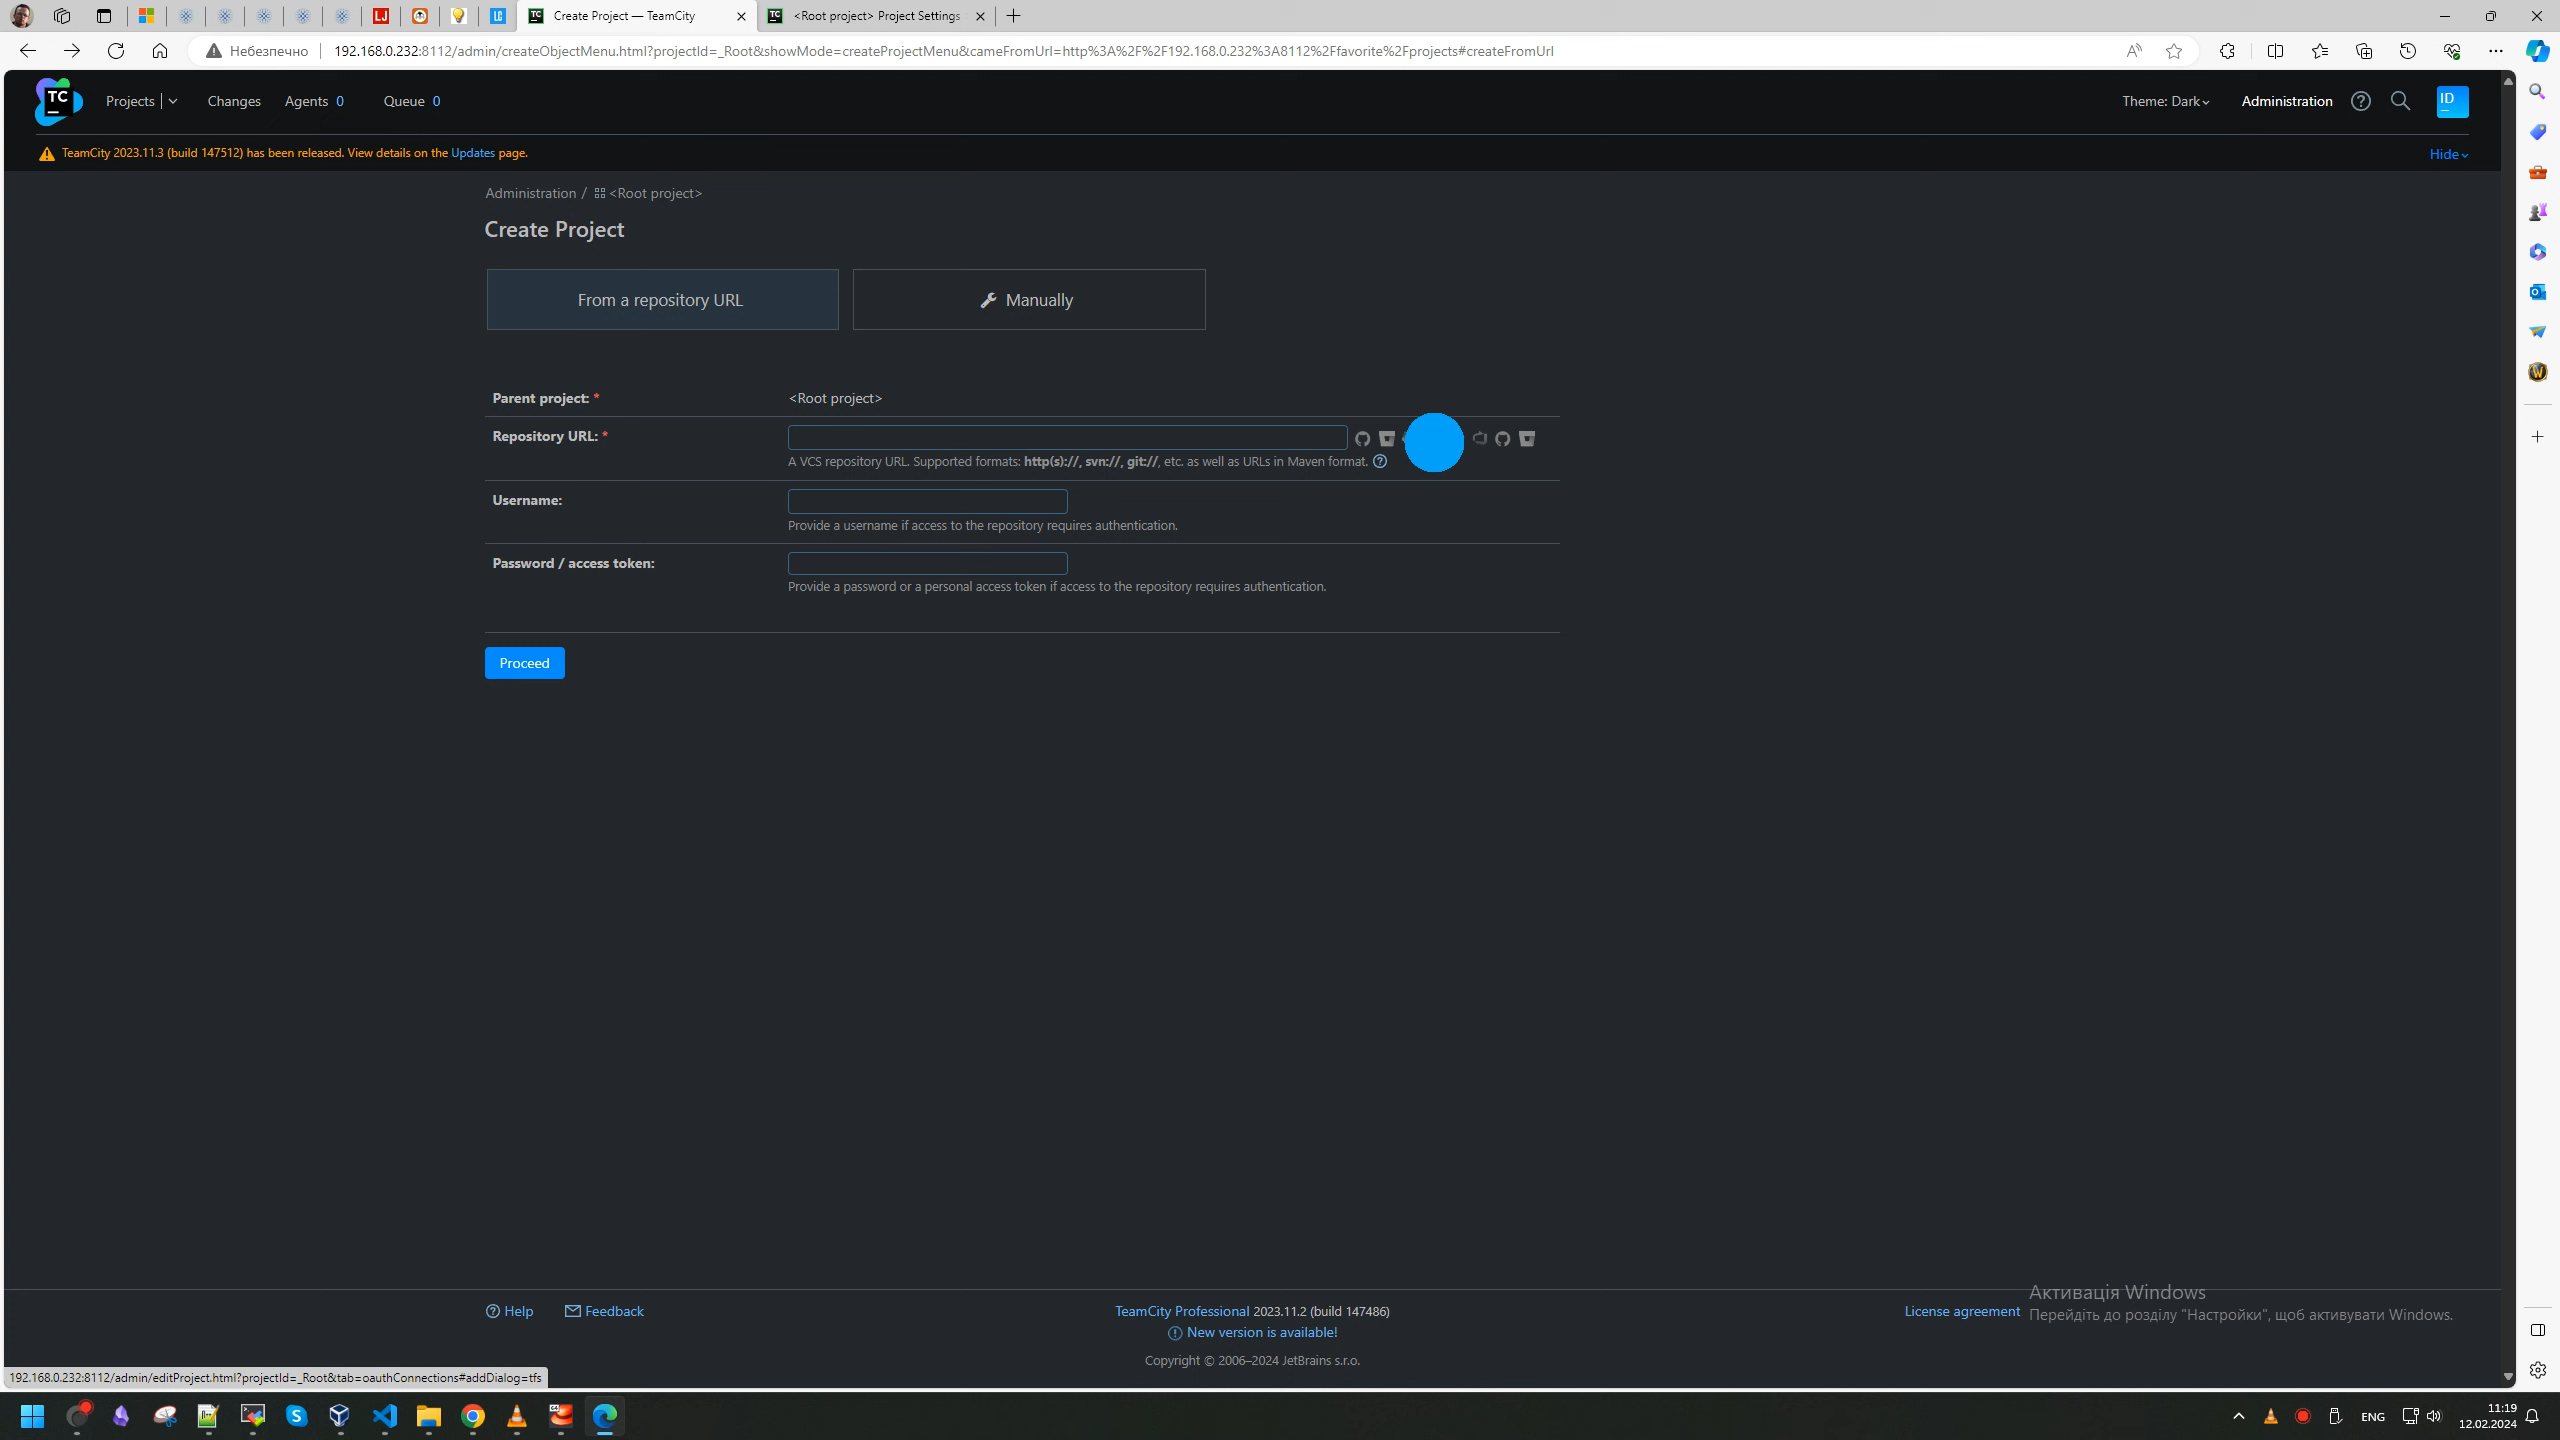 Create Project — TeamCity
<Root project> Project Settings
Небезпечно
192.168.0.232:8112/admin/createObjectMenu.html?projectId=_Root&showMode=createProjectMenu&cameFromUrl=http%3A%2F%2F192.168.0.232%3A8112%2Ffavorite%2Fprojects#createFromUrl
TC
Projects
Changes
Agents 0
Queue 0
Theme: Dark
Administration
ID
TeamCity 2023.11.3 (build 147512) has been released. View details on the Updates page.
Hide
Administration / <Root project>
Create Project
From a repository URL
Manually
Parent project: *
<Root project>
Repository URL: *
A VCS repository URL. Supported formats: http(s)://, svn://, git://, etc. as well as URLs in Maven format.
Username:
Provide a username if access to the repository requires authentication.
Password / access token:
Provide a password or a personal access token if access to the repository requires authentication.
Proceed
Help
Feedback
TeamCity Professional 2023.11.2 (build 147486)
New version is available!
Copyright © 2006–2024 JetBrains s.r.o.
License agreement
Активація Windows
Перейдіть до розділу "Настройки", щоб активувати Windows.
192.168.0.232:8112/admin/editProject.html?projectId=_Root&tab=oauthConnections#addDialog=tfs
ENG
11:19
12.02.2024